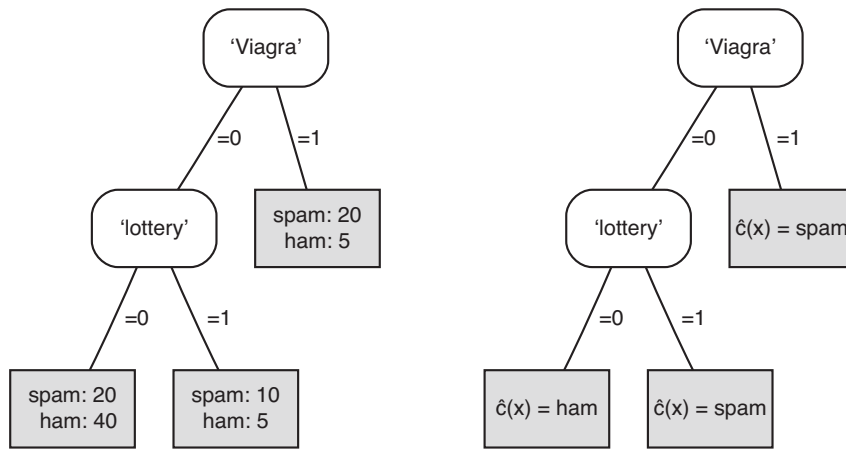 ‘Viagra’
=0
=1
‘lottery’
spam: 20
ham: 5
=0
=1
spam: 20
ham: 40
spam: 10
ham: 5
‘Viagra’
=0
=1
‘lottery’
ĉ(x) = spam
=0
=1
ĉ(x) = ham
ĉ(x) = spam